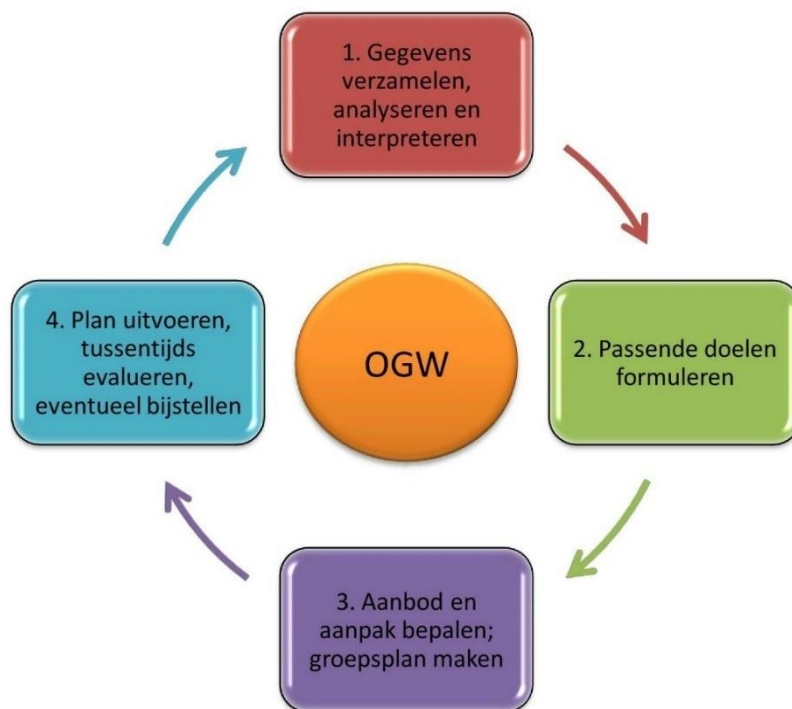 1. Gegevens
verzamelen,
analyseren en
interpreteren
2. Passende doelen
formuleren
3. Aanbod en
aanpak bepalen;
groepsplan maken
4. Plan uitvoeren,
tussentijds
evalueren,
eventueel bijstellen
OGW